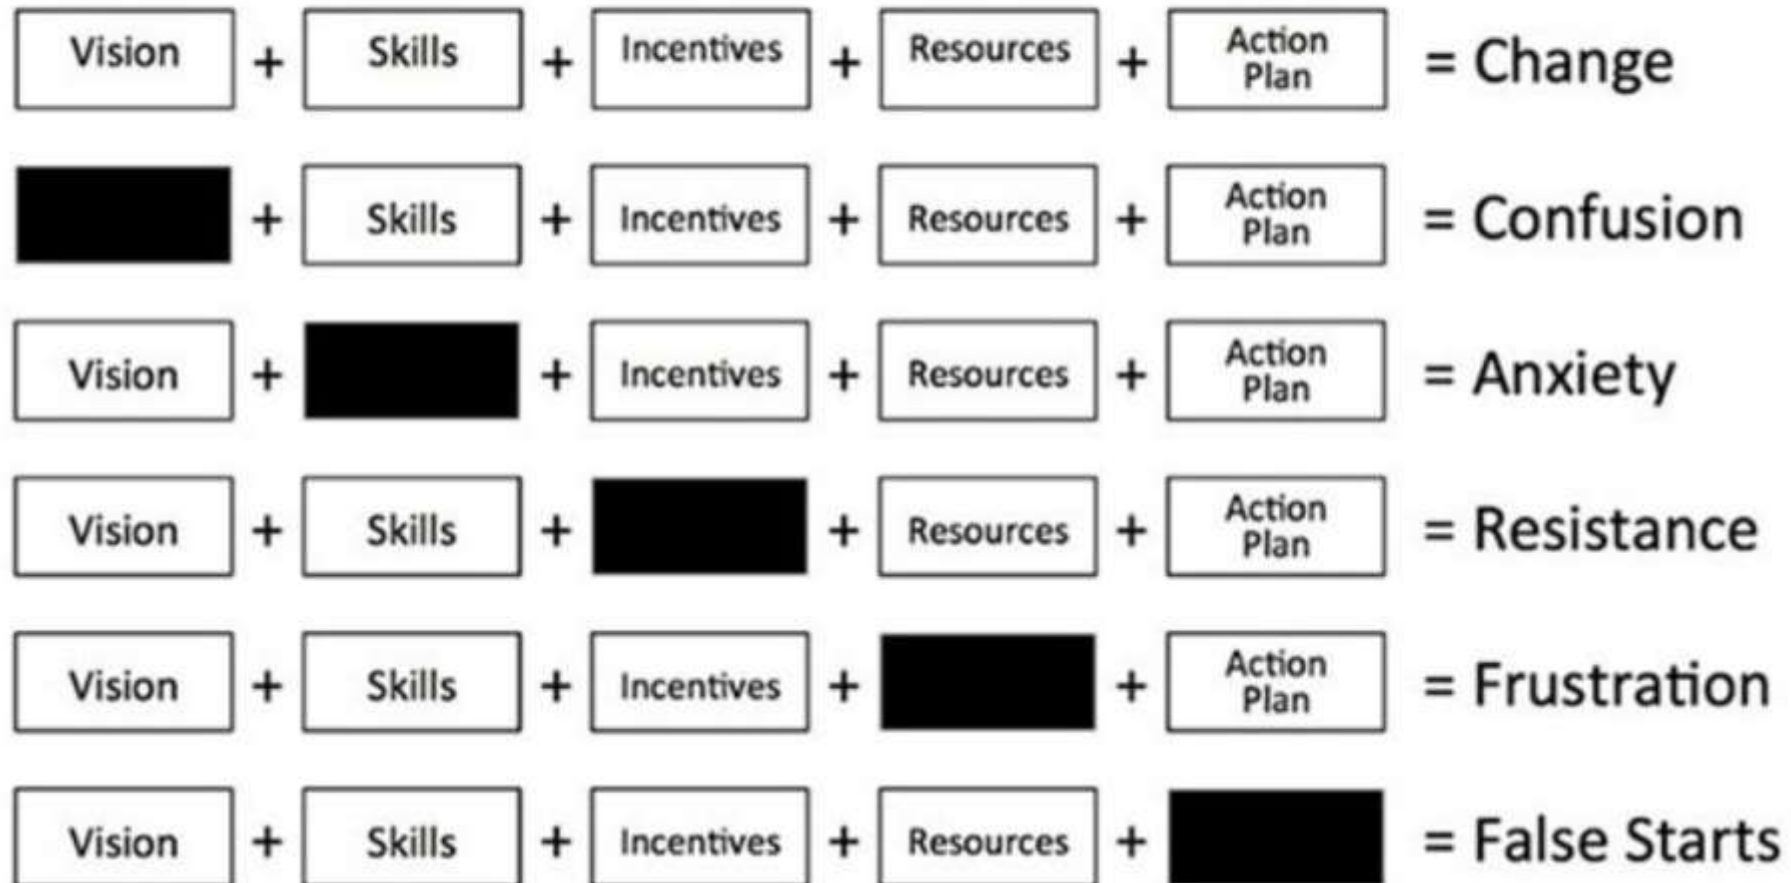 Vision + Skills + Incentives + Resources + Action Plan = Change
+ Skills + Incentives + Resources + Action Plan = Confusion
Vision + + Incentives + Resources + Action Plan = Anxiety
Vision + Skills + + Resources + Action Plan = Resistance
Vision + Skills + Incentives + + Action Plan = Frustration
Vision + Skills + Incentives + Resources + = False Starts